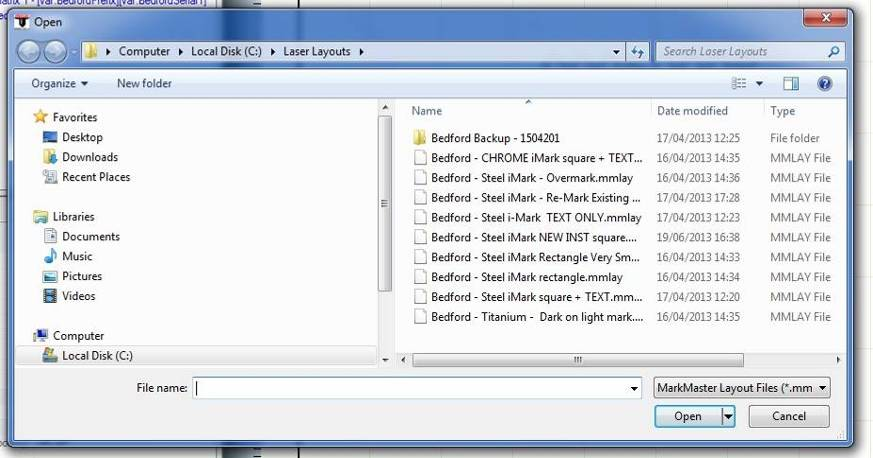 Matrix 1 - [Var.BedfordPrefix][Var.BedfordSerial1]
Open
Computer Local Disk (C:) Laser Layouts
Search Laser Layouts
Organize New folder
Favorites
Desktop
Downloads
Recent Places
Libraries
Documents
Music
Pictures
Videos
Computer
Local Disk (C:)
Name Date modified Type
Bedford Backup - 1504201 17/04/2013 12:25 File folder
Bedford - CHROME iMark square + TEXT... 16/04/2013 14:35 MMLAY File
Bedford - Steel iMark - Overmark.mmlay 16/04/2013 14:36 MMLAY File
Bedford - Steel iMark - Re-Mark Existing ... 17/04/2013 17:28 MMLAY File
Bedford - Steel i-Mark TEXT ONLY.mmlay 17/04/2013 12:23 MMLAY File
Bedford - Steel iMark NEW INST square.... 19/06/2013 16:38 MMLAY File
Bedford - Steel iMark Rectangle Very Sm... 16/04/2013 14:33 MMLAY File
Bedford - Steel iMark rectangle.mmlay 16/04/2013 14:34 MMLAY File
Bedford - Steel iMark square + TEXT.mm... 17/04/2013 12:20 MMLAY File
Bedford - Titanium - Dark on light mark.... 16/04/2013 14:35 MMLAY File
File name:
MarkMaster Layout Files (*.mm
Open Cancel